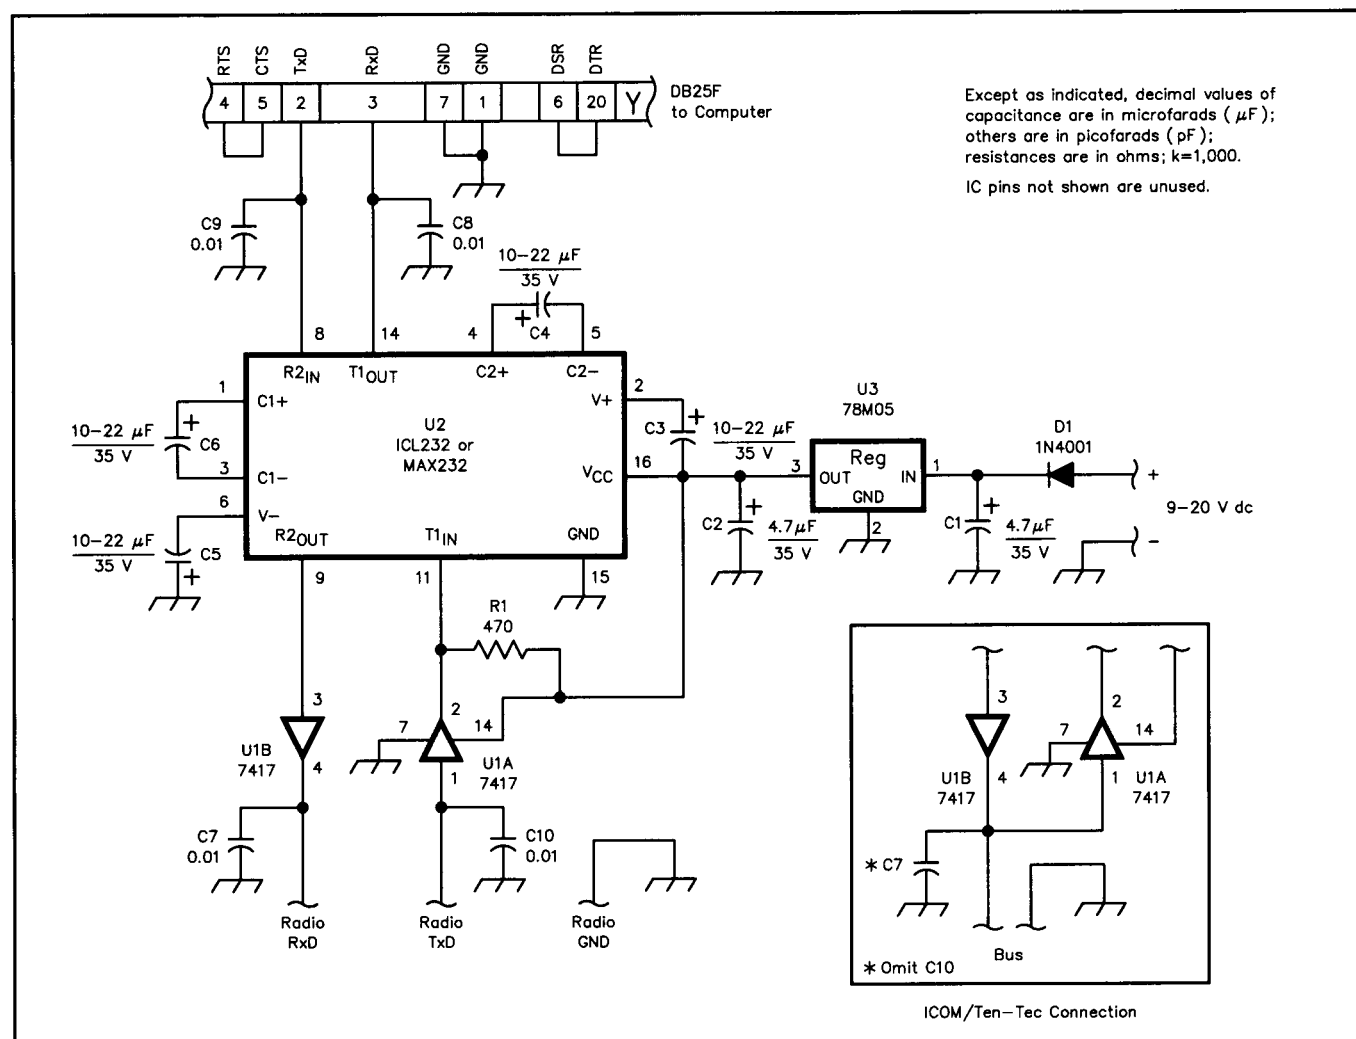 RTS
CTS
TxD
RxD
GND
GND
DSR
DTR
4
5
2
3
7
1
6
20
Y
DB25F
to Computer
Except as indicated, decimal values of
capacitance are in microfarads ( μF);
others are in picofarads ( pF);
resistances are in ohms; k=1,000.
IC pins not shown are unused.
C9
0.01
C8
0.01
10-22 μF
35 V
+
C4
8
14
4
5
R2IN
T1OUT
C2+
C2-
1
C1+
10-22 μF
35 V
+
C6
3
C1-
6
V-
10-22 μF
35 V
C5
+
U2
ICL232 or
MAX232
V+
2
C3
+
10-22 μF
35 V
VCC
16
R2OUT
T1IN
GND
9
11
15
U3
78M05
Reg
3
OUT
IN
1
GND
2
C2
+
4.7μF
35 V
C1
+
4.7μF
35 V
D1
1N4001
+
9-20 V dc
-
R1
470
3
U1B
7417
4
7
2
14
1
U1A
7417
C7
0.01
C10
0.01
Radio
RxD
Radio
TxD
Radio
GND
3
U1B
7417
4
7
2
14
1
U1A
7417
* C7
Bus
* Omit C10
ICOM/Ten-Tec Connection